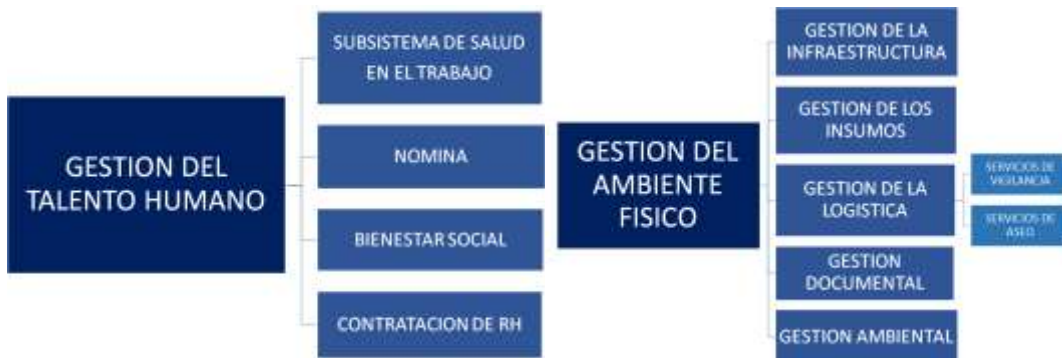 GESTION DEL
TALENTO HUMANO
SUBSISTEMA DE SALUD
EN EL TRABAJO
NOMINA
BIENESTAR SOCIAL
CONTRATACION DE RH
GESTION DEL
AMBIENTE
FISICO
GESTION DE LA
INFRAESTRUCTURA
GESTION DE LOS
INSUMOS
GESTION DE LA
LOGISTICA
SERVICIOS DE
VIGILANCIA
SERVICIOS DE
ASEO
GESTION
DOCUMENTAL
GESTION AMBIENTAL